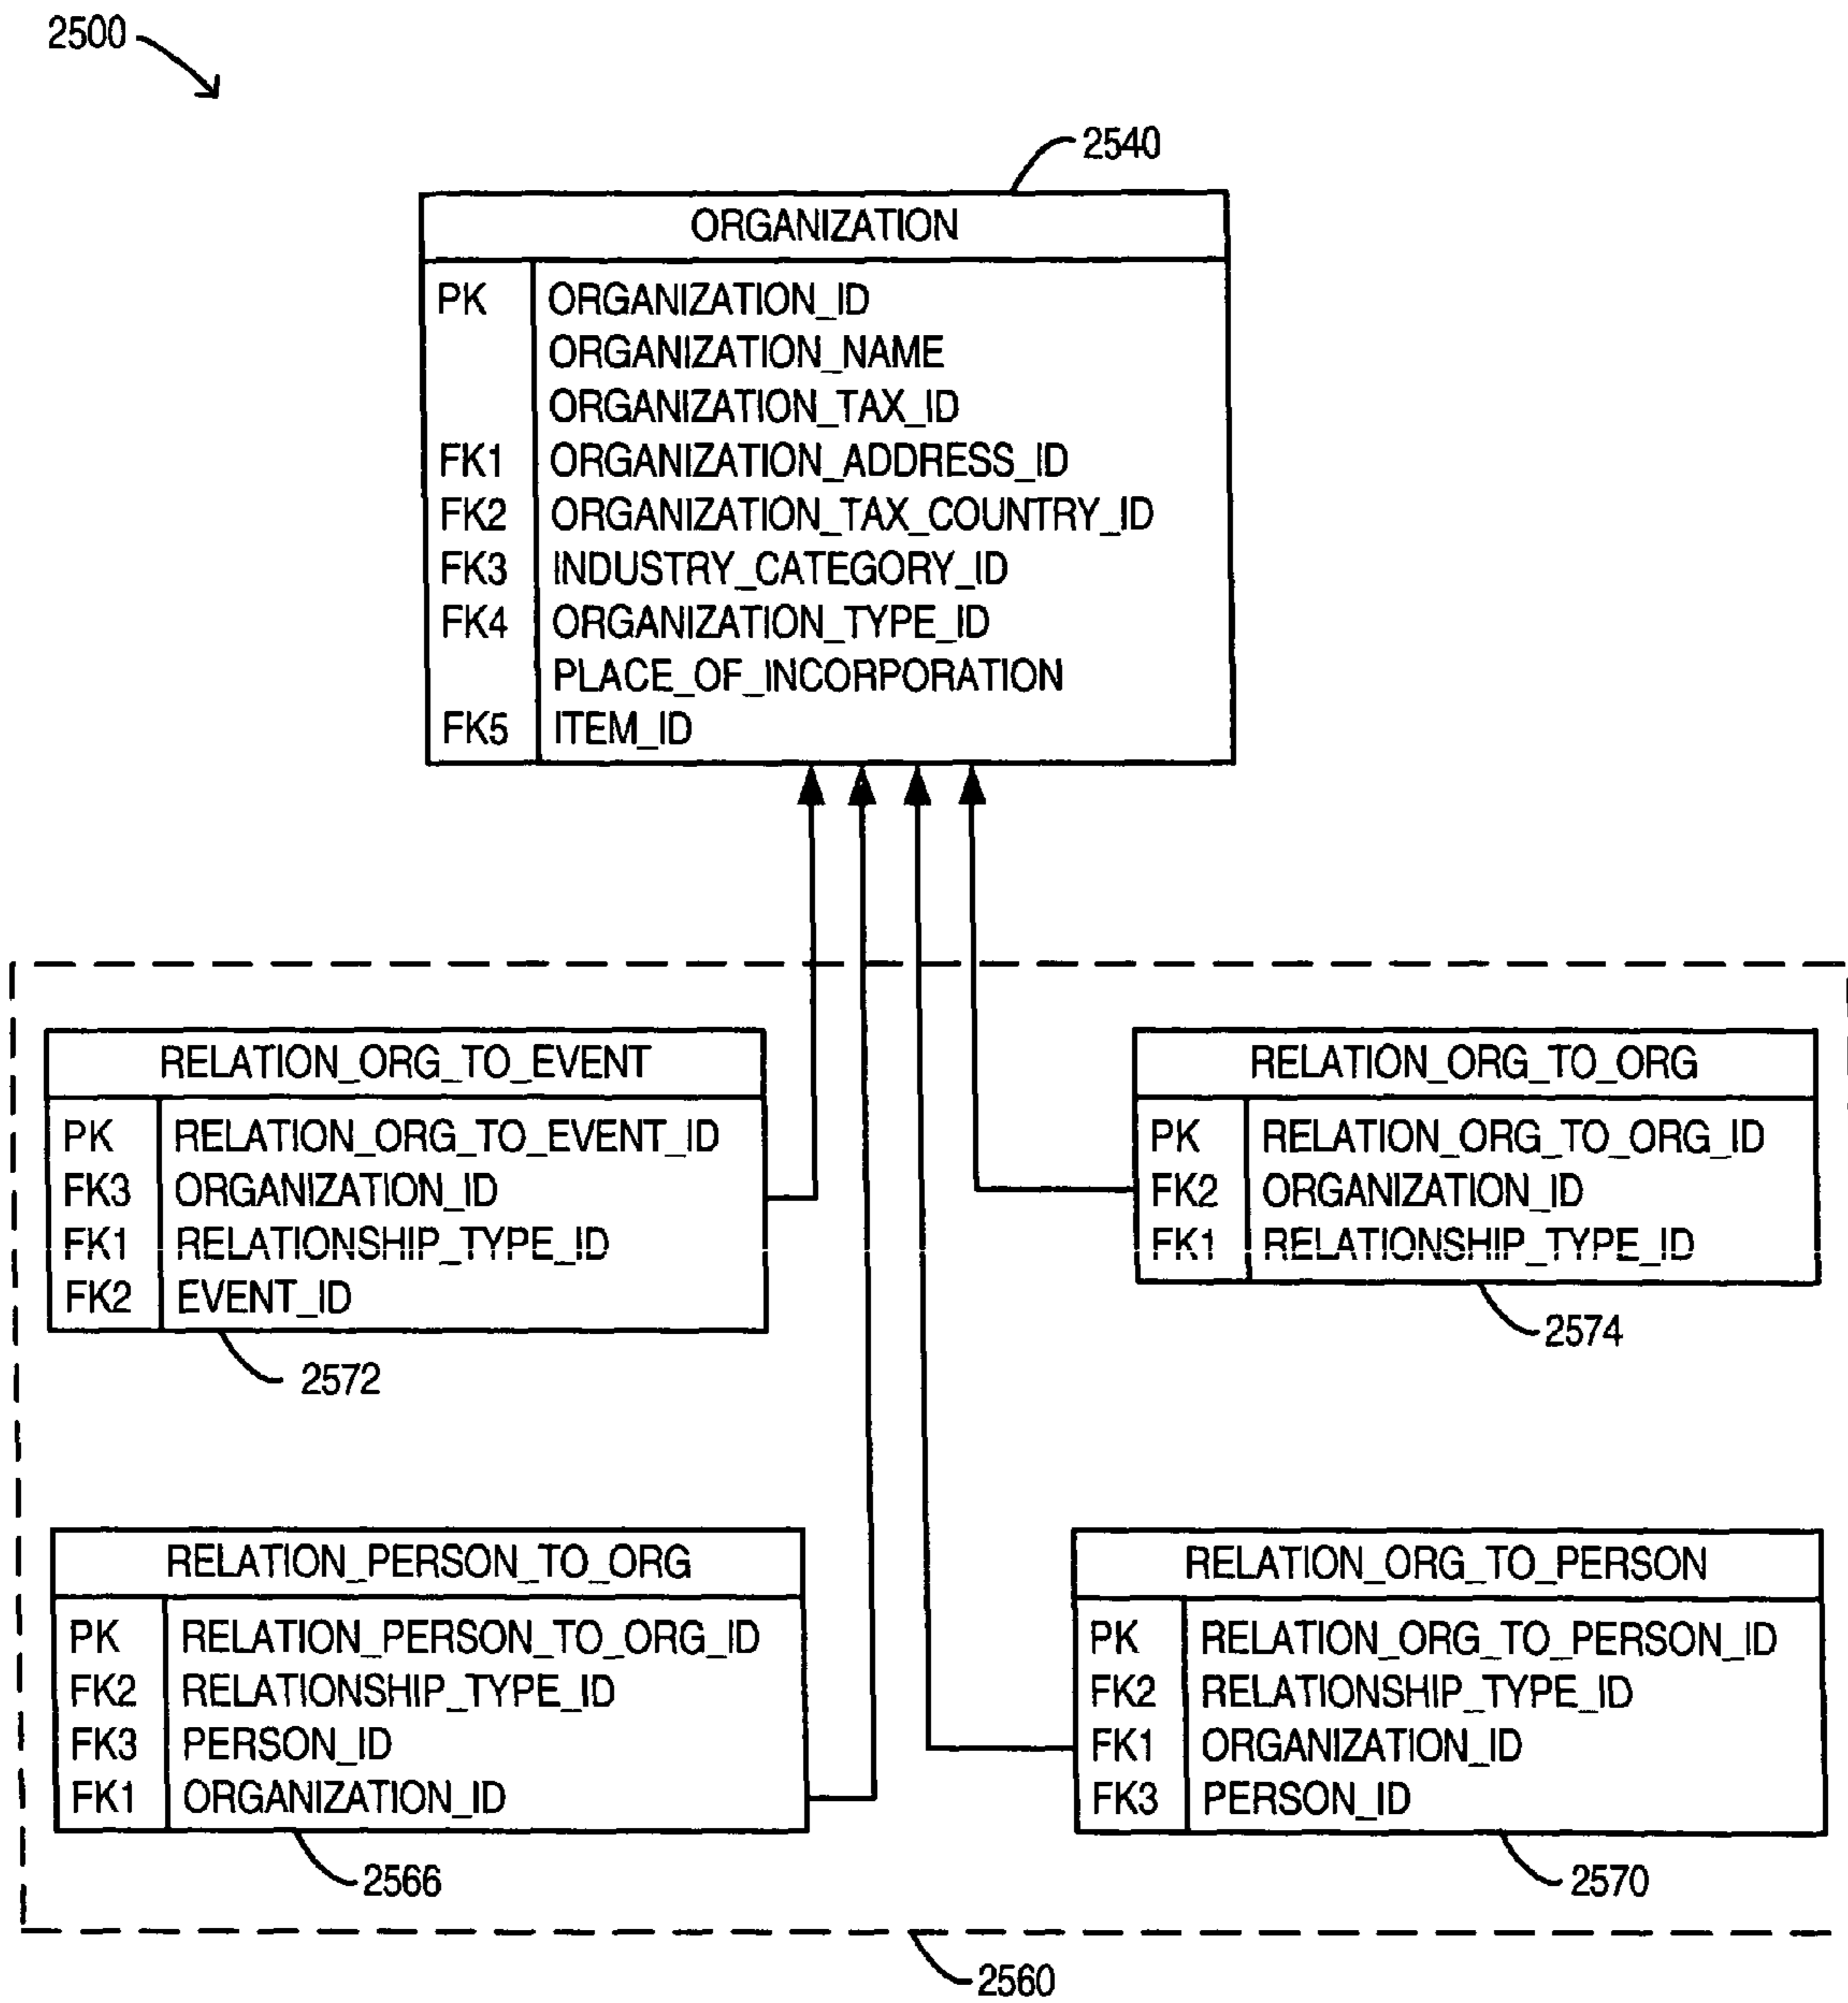 2500
2540
ORGANIZATION
PK ORGANIZATION_ID
ORGANIZATION_NAME
ORGANIZATION_TAX_ID
FK1 ORGANIZATION_ADDRESS_ID
FK2 ORGANIZATION_TAX_COUNTRY_ID
FK3 INDUSTRY_CATEGORY_ID
FK4 ORGANIZATION_TYPE_ID
PLACE_OF_INCORPORATION
FK5 ITEM_ID
RELATION_ORG_TO_EVENT
PK RELATION_ORG_TO_EVENT_ID
FK3 ORGANIZATION_ID
FK1 RELATIONSHIP_TYPE_ID
FK2 EVENT_ID
2572
RELATION_ORG_TO_ORG
PK RELATION_ORG_TO_ORG_ID
FK2 ORGANIZATION_ID
FK1 RELATIONSHIP_TYPE_ID
2574
RELATION_PERSON_TO_ORG
PK RELATION_PERSON_TO_ORG_ID
FK2 RELATIONSHIP_TYPE_ID
FK3 PERSON_ID
FK1 ORGANIZATION_ID
2566
RELATION_ORG_TO_PERSON
PK RELATION_ORG_TO_PERSON_ID
FK2 RELATIONSHIP_TYPE_ID
FK1 ORGANIZATION_ID
FK3 PERSON_ID
2570
2560